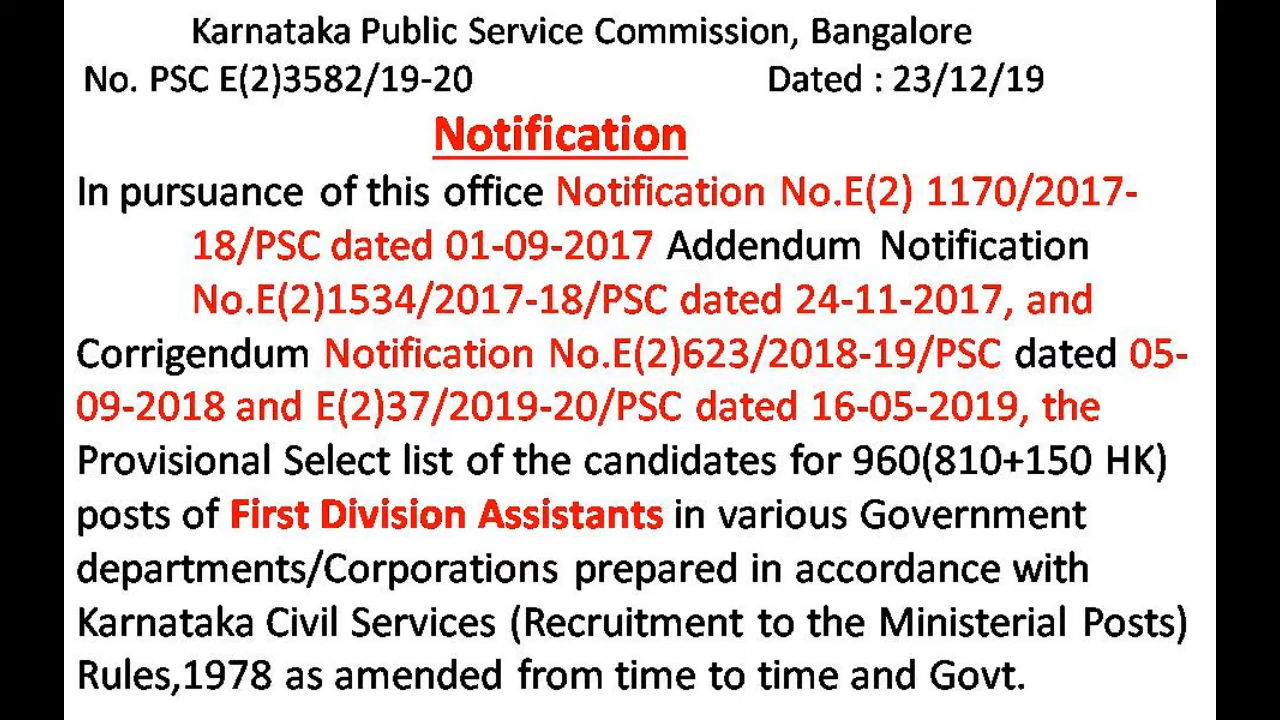 Karnataka Public Service Commission, Bangalore
No. PSC E(2)3582/19-20 Dated : 23/12/19
Notification
In pursuance of this office Notification No.E(2) 1170/2017-
18/PSC dated 01-09-2017 Addendum Notification
No.E(2)1534/2017-18/PSC dated 24-11-2017, and
Corrigendum Notification No.E(2)623/2018-19/PSC dated 05-
09-2018 and E(2)37/2019-20/PSC dated 16-05-2019, the
Provisional Select list of the candidates for 960(810+150 HK)
posts of First Division Assistants in various Government
departments/Corporations prepared in accordance with
Karnataka Civil Services (Recruitment to the Ministerial Posts)
Rules,1978 as amended from time to time and Govt.